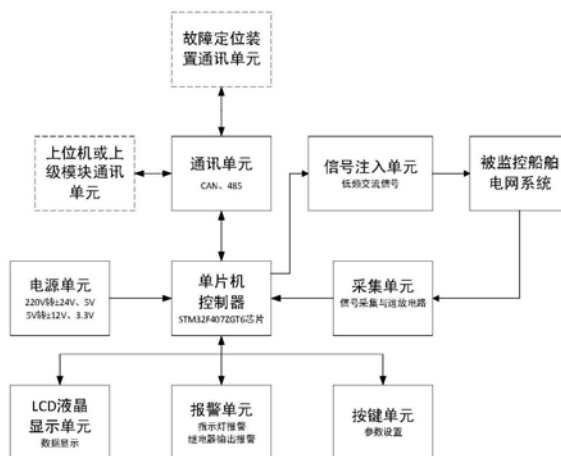 故障定位装
置通讯单元
上位机或上
级模块通讯
单元
通讯单元
CAN、485
信号注入单元
低频交流信号
被监控船舶
电网系统
电源单元
220V转±24V、5V
5V转±12V、3.3V
单片机
控制器
STM32F407ZGT6芯片
采集单元
信号采集与运放电路
LCD液晶
显示单元
数据显示
报警单元
指示灯报警
继电器输出报警
按键单元
参数设置